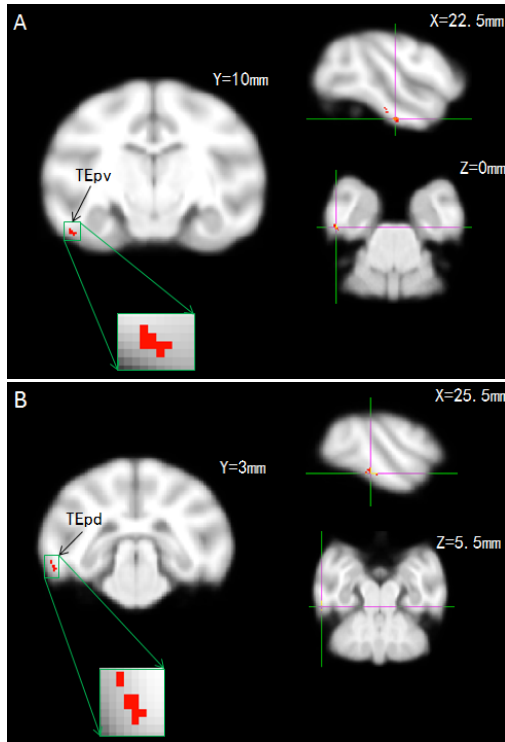 A
X=22.5mm
Y=10mm
TEpv
Z=0mm
B
X=25.5mm
Y=3mm
TEpd
Z=5.5mm